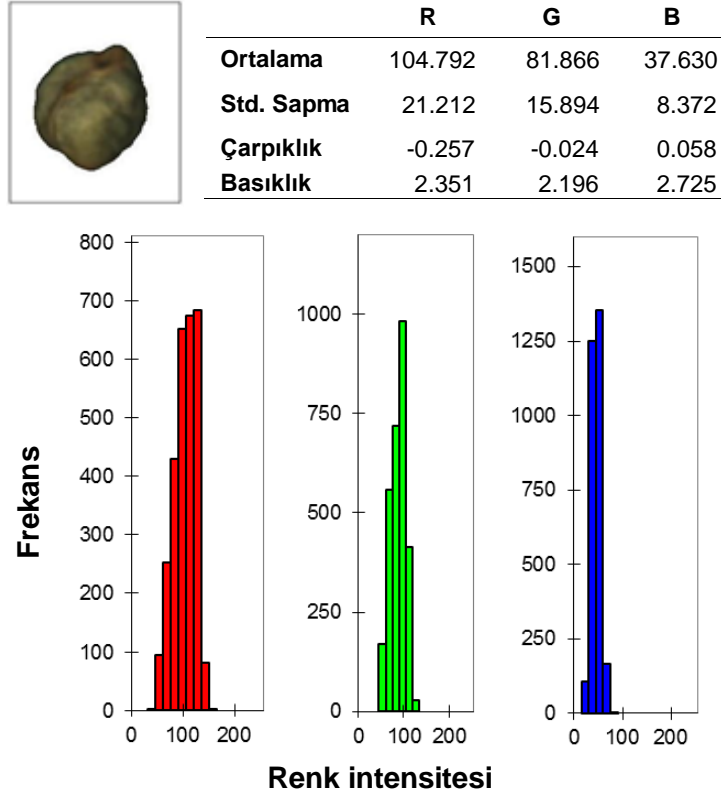 R G B
Ortalama 104.792 81.866 37.630
Std. Sapma 21.212 15.894 8.372
Çarpıklık -0.257 -0.024 0.058
Basıklık 2.351 2.196 2.725
Frekans
800
700
600
500
400
300
200
100
0
0 100 200
1000
750
500
250
0
0 100 200
1500
1250
1000
750
500
250
0
0 100 200
Renk intensitesi